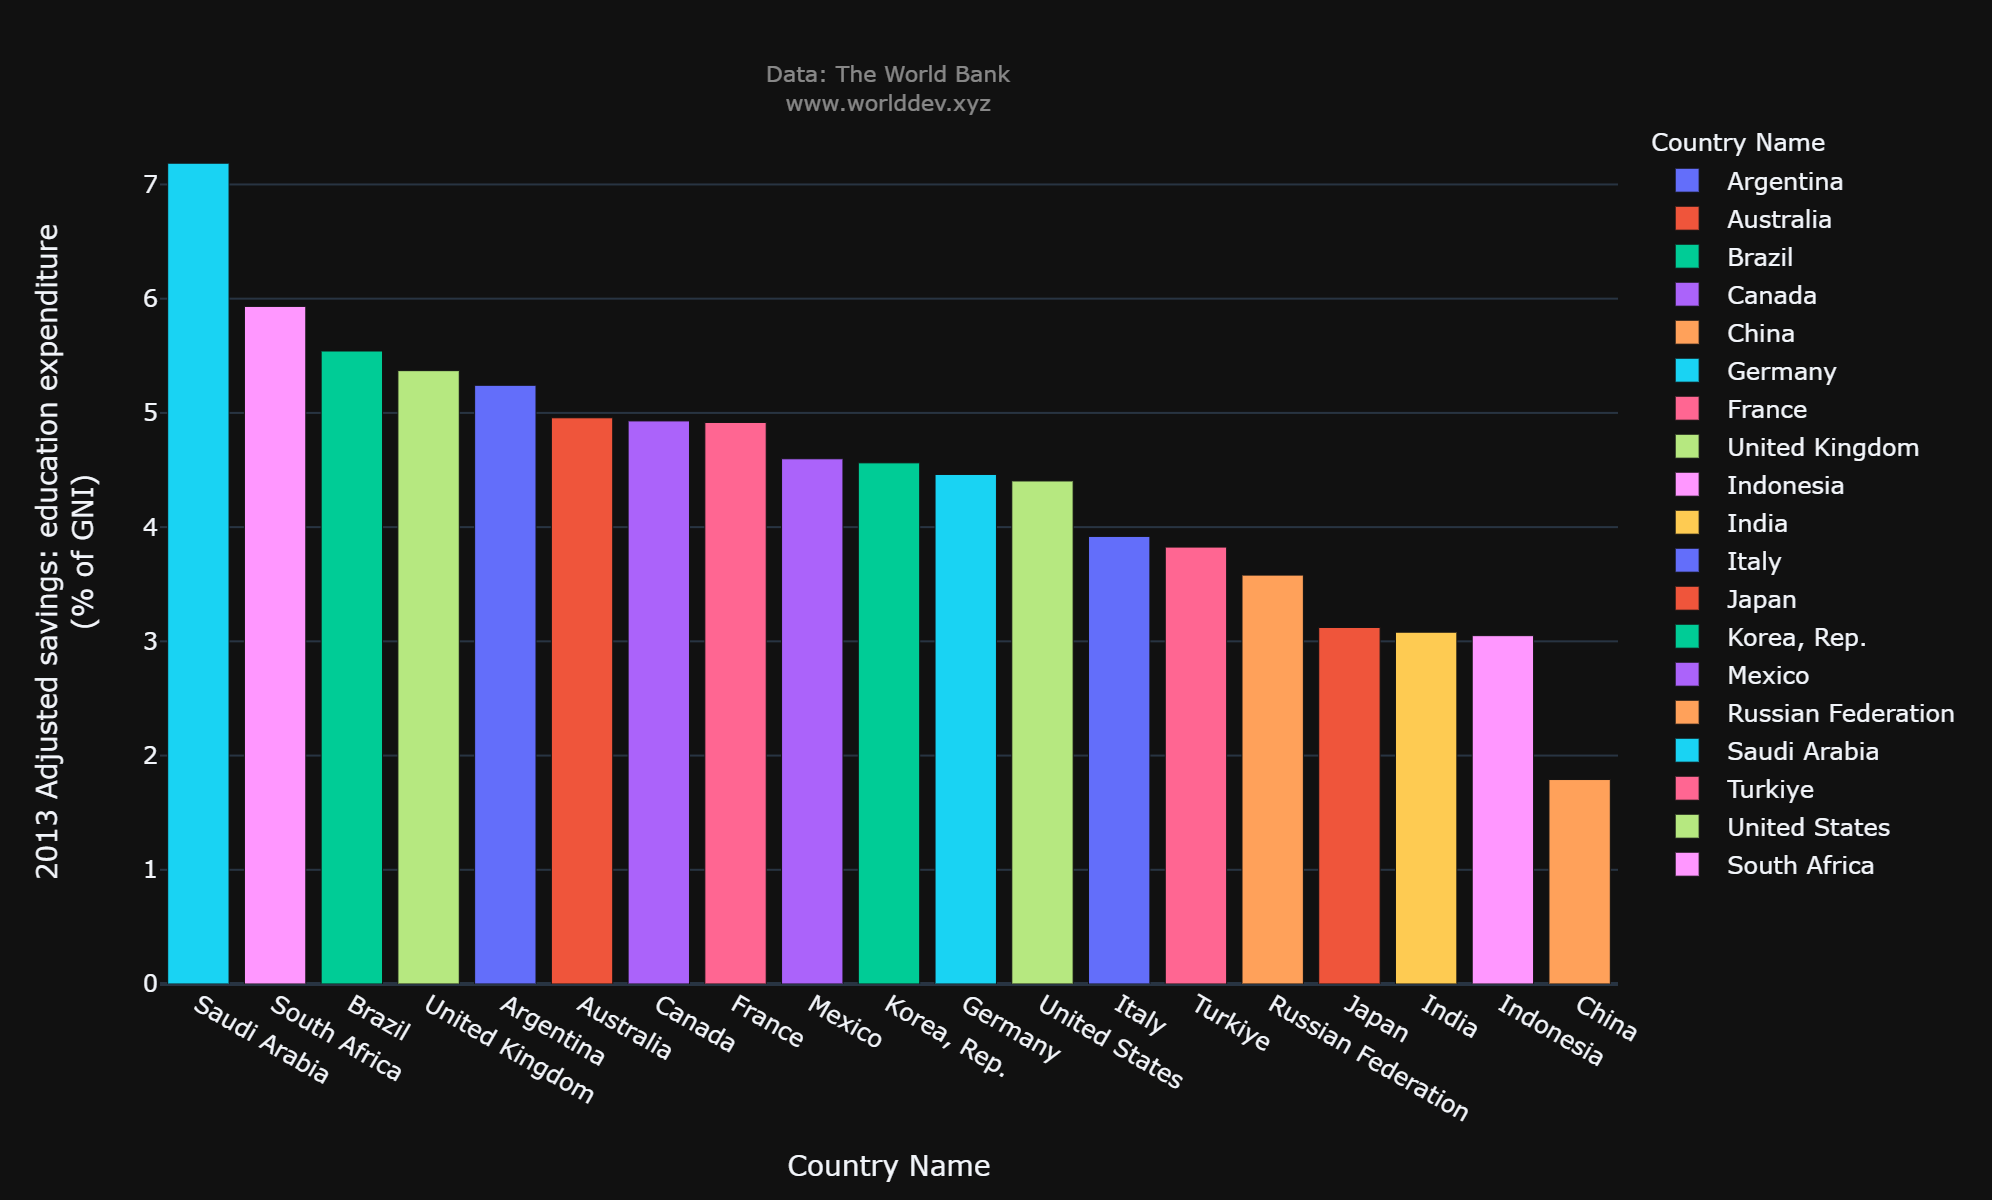 Data: The World Bank
www.worlddev.xyz
2013 Adjusted savings: education expenditure
(% of GNI)
7
6
5
4
3
2
1
0
Saudi Arabia
South Africa
Brazil
United Kingdom
Argentina
Australia
Canada
France
Mexico
Korea, Rep.
Germany
United States
Italy
Turkiye
Russian Federation
Japan
India
Indonesia
China
Country Name
Country Name
Argentina
Australia
Brazil
Canada
China
Germany
France
United Kingdom
Indonesia
India
Italy
Japan
Korea, Rep.
Mexico
Russian Federation
Saudi Arabia
Turkiye
United States
South Africa